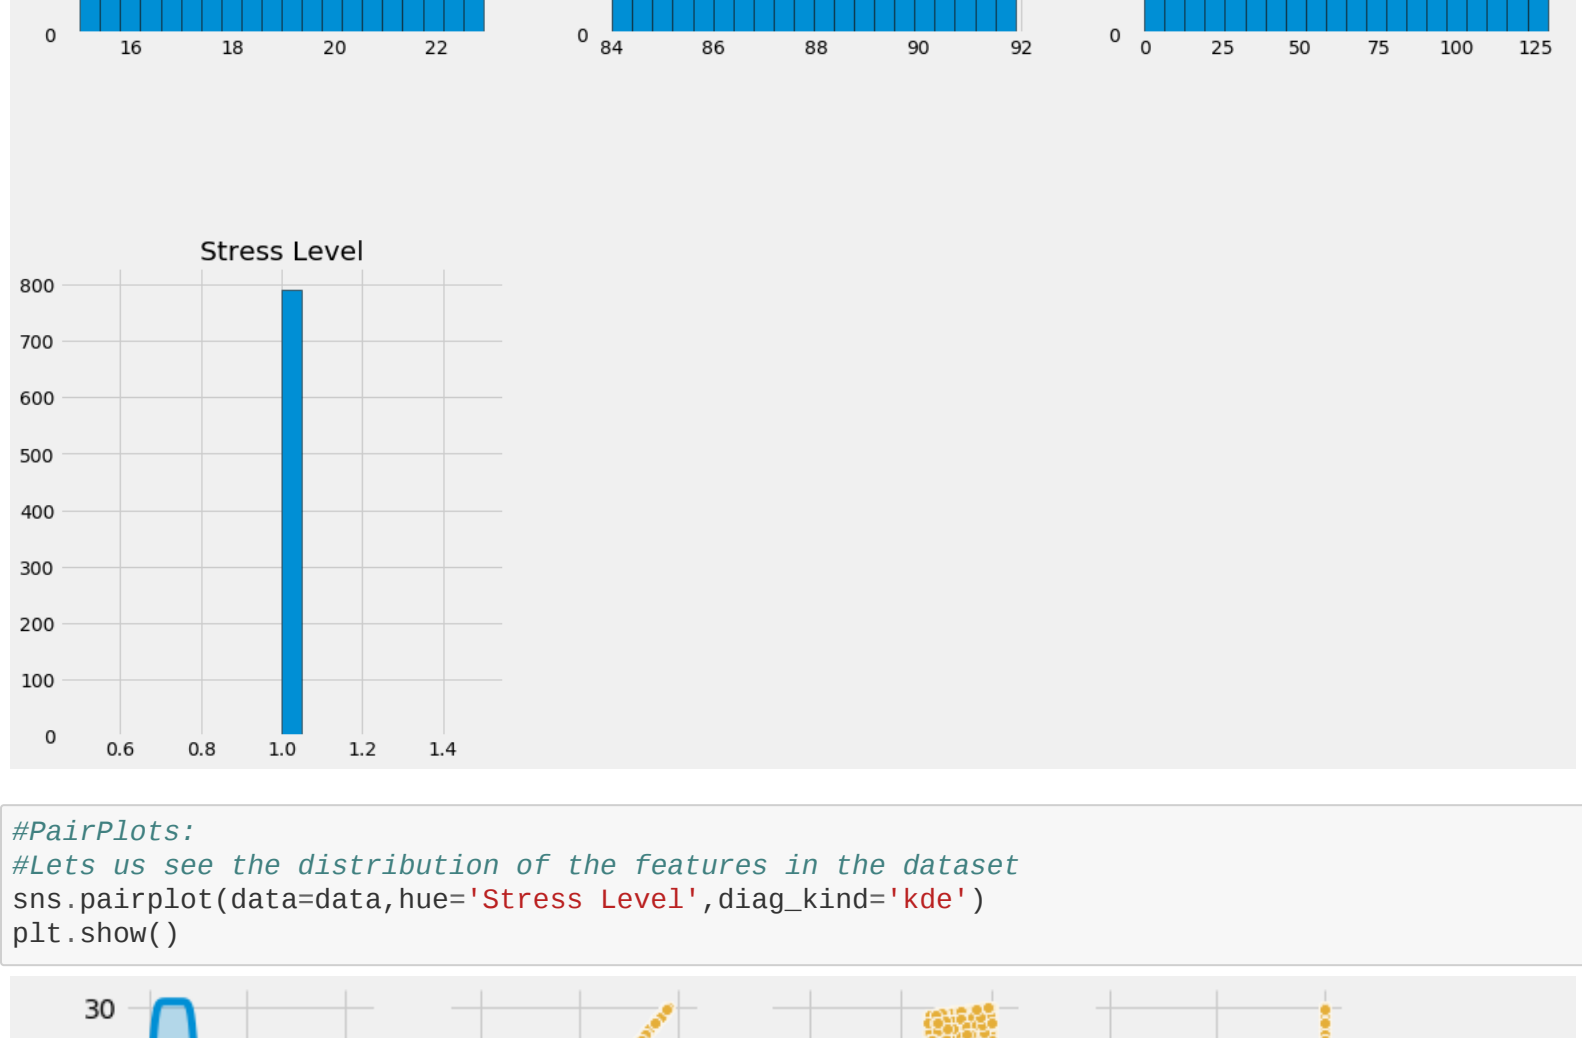 0 16 18 20 22 0 84 86 88 90 92 0 0 25 50 75 100 125
Stress Level
800
700
600
500
400
300
200
100
0
0.6 0.8 1.0 1.2 1.4
#PairPlots:
#Lets us see the distribution of the features in the dataset
sns.pairplot(data=data,hue='Stress Level',diag_kind='kde')
plt.show()
30